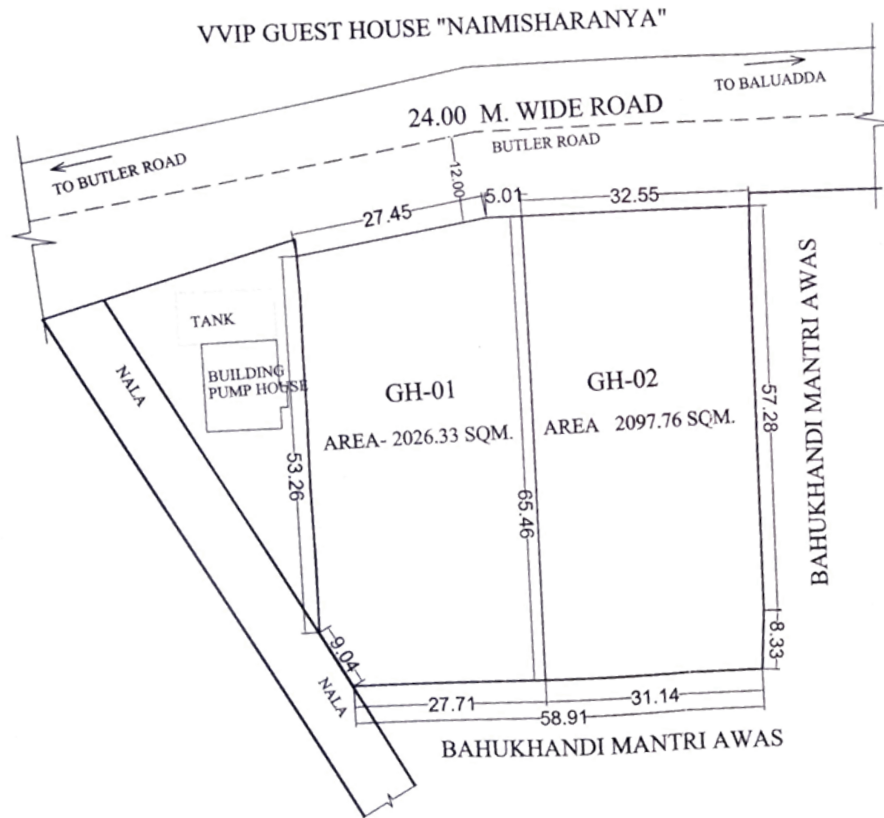 VVIP GUEST HOUSE "NAIMISHARANYA"
TO BALUADDA
24.00 M. WIDE ROAD
BUTLER ROAD
TO BUTLER ROAD
12.00
27.45
5.01
32.55
TANK
BUILDING
PUMP HOUSE
NALA
GH-01
AREA- 2026.33 SQM.
GH-02
AREA 2097.76 SQM.
53.26
65.46
57.28
BAHUKHANDI MANTRI AWAS
8.33
9.04
NALA
27.71
31.14
58.91
BAHUKHANDI MANTRI AWAS